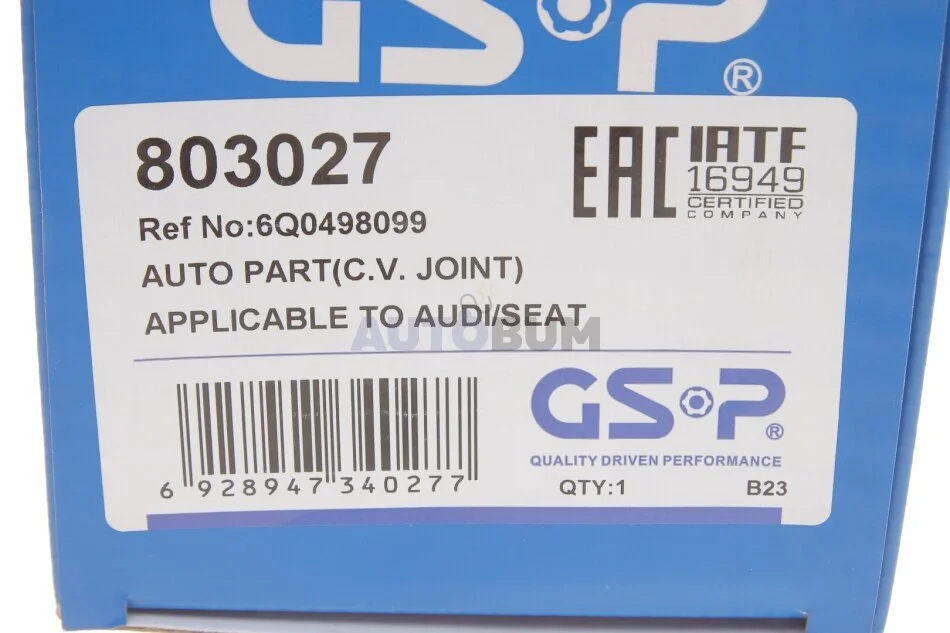 GSP®
803027
EAC
IATF
16949
CERTIFIED
COMPANY
Ref No:6Q0498099
AUTO PART(C.V. JOINT)
APPLICABLE TO AUDI/SEAT
AUTOBUM
GSP®
QUALITY DRIVEN PERFORMANCE
6 928947 340277
QTY:1
B23